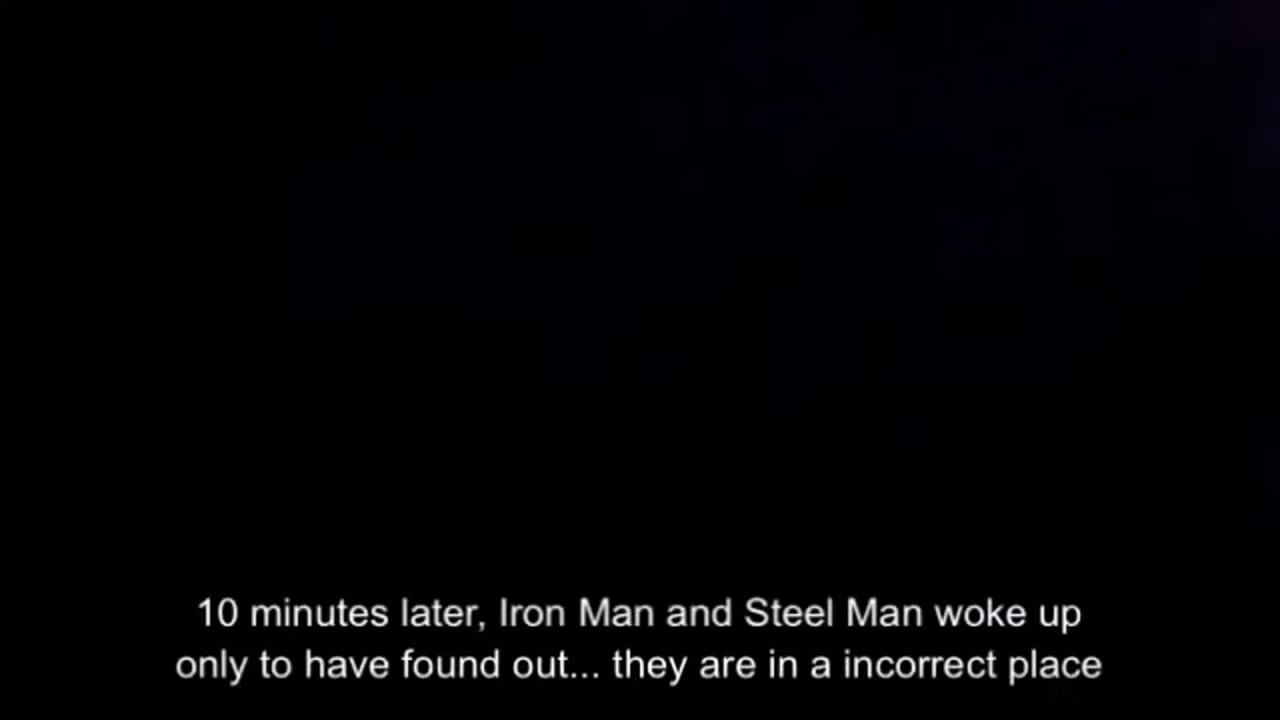 10 minutes later, Iron Man and Steel Man woke up
only to have found out... they are in a incorrect place